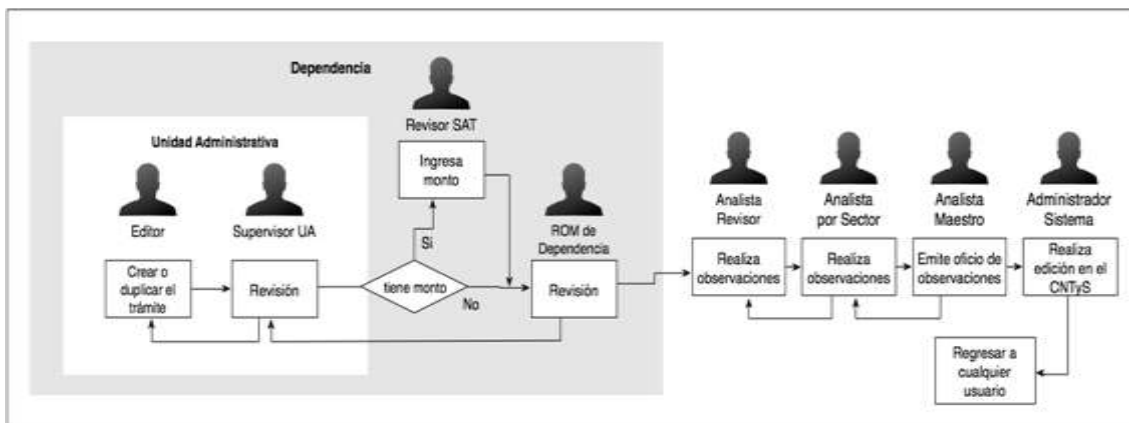 Dependencia
Unidad Administrativa
Editor
Crear o
duplicar el
trámite
Supervisor UA
Revisión
Revisor SAT
Ingresa
monto
Si
tiene monto
No
ROM de
Dependencia
Revisión
Analista
Revisor
Realiza
observaciones
Analista
por Sector
Realiza
observaciones
Analista
Maestro
Emite oficio de
observaciones
Administrador
Sistema
Realiza
edición en el
CNTyS
Regresar a
cualquier
usuario